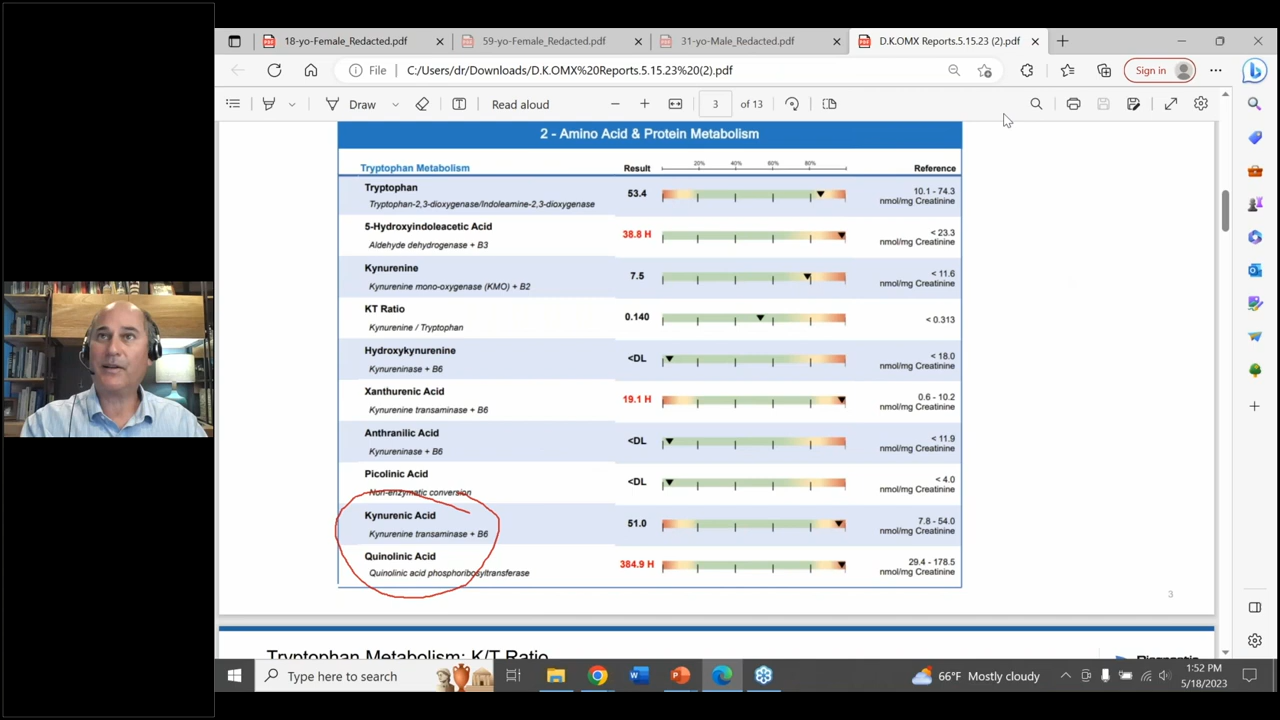 18-yo-Female_Redacted.pdf
59-yo-Female_Redacted.pdf
31-yo-Male_Redacted.pdf
D.K.OMX Reports.5.15.23 (2).pdf
File C:/Users/dr/Downloads/D.K.OMX%20Reports.5.15.23%20(2).pdf
Sign in
Draw
Read aloud
3 of 13
2 - Amino Acid & Protein Metabolism
Tryptophan Metabolism Result 20% 40% 60% 80% Reference
Tryptophan 53.4 10.1 - 74.3
Tryptophan-2,3-dioxygenase/Indoleamine-2,3-dioxygenase nmol/mg Creatinine
5-Hydroxyindoleacetic Acid 38.8 H < 23.3
Aldehyde dehydrogenase + B3 nmol/mg Creatinine
Kynurenine 7.5 < 11.6
Kynurenine mono-oxygenase (KMO) + B2 nmol/mg Creatinine
KT Ratio 0.140 < 0.313
Kynurenine / Tryptophan
Hydroxykynurenine <DL < 18.0
Kynureninase + B6 nmol/mg Creatinine
Xanthurenic Acid 19.1 H 0.6 - 10.2
Kynurenine transaminase + B6 nmol/mg Creatinine
Anthranilic Acid <DL < 11.9
Kynureninase + B6 nmol/mg Creatinine
Picolinic Acid <DL < 4.0
Non-enzymatic conversion nmol/mg Creatinine
Kynurenic Acid 51.0 7.8 - 54.0
Kynurenine transaminase + B6 nmol/mg Creatinine
Quinolinic Acid 384.9 H 29.4 - 178.5
Quinolinic acid phosphoribosyltransferase nmol/mg Creatinine
3
Tryptophan Metabolism: K/T Ratio
Diagnostic
Type here to search
66°F Mostly cloudy
1:52 PM
5/18/2023